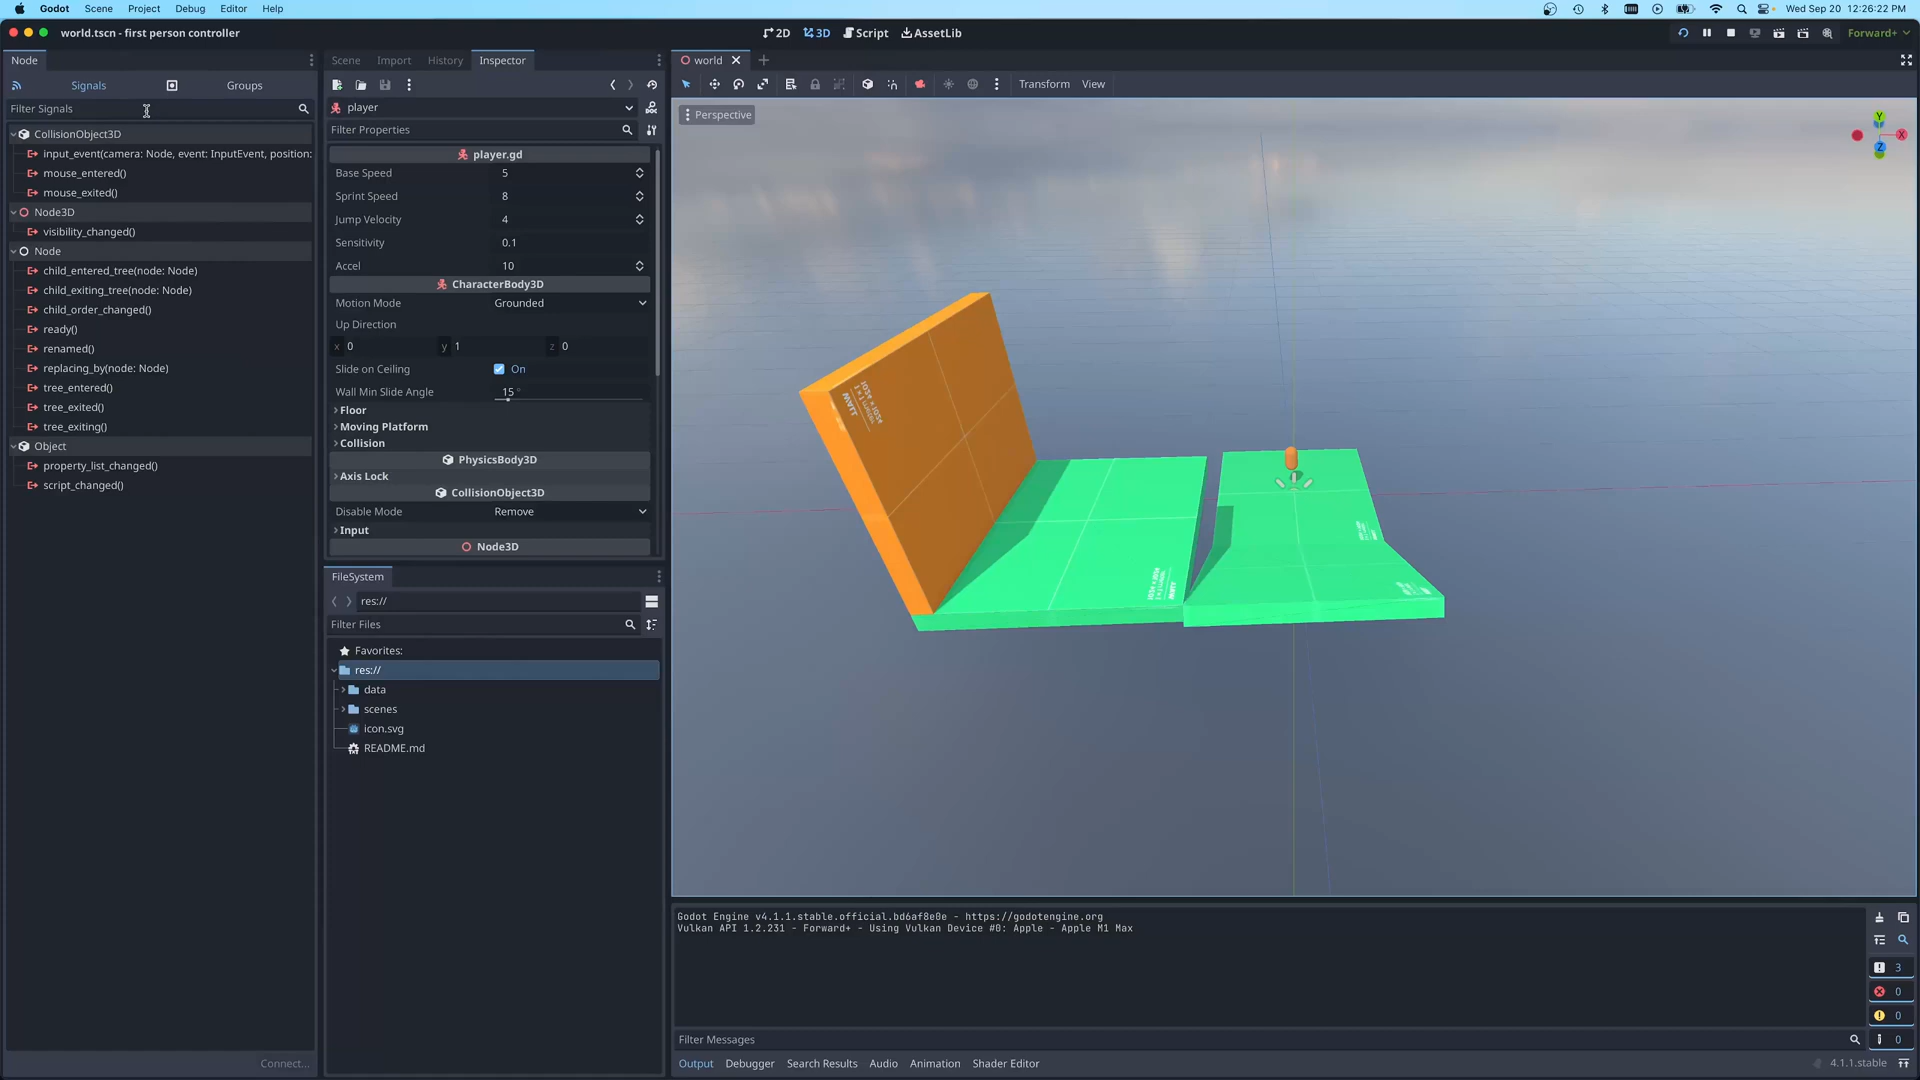 Godot Scene Project Debug Editor Help
Wed Sep 20 12:26:22 PM
world.tscn - first person controller
2D 3D Script AssetLib
Forward+
Node
Signals Groups
Filter Signals
CollisionObject3D
input_event(camera: Node, event: InputEvent, position:
mouse_entered()
mouse_exited()
Node3D
visibility_changed()
Node
child_entered_tree(node: Node)
child_exiting_tree(node: Node)
child_order_changed()
ready()
renamed()
replacing_by(node: Node)
tree_entered()
tree_exited()
tree_exiting()
Object
property_list_changed()
script_changed()
Connect...
Scene Import History Inspector
player
Filter Properties
player.gd
Base Speed 5
Sprint Speed 8
Jump Velocity 4
Sensitivity 0.1
Accel 10
CharacterBody3D
Motion Mode Grounded
Up Direction
x 0 y 1 z 0
Slide on Ceiling On
Wall Min Slide Angle 15 °
Floor
Moving Platform
Collision
PhysicsBody3D
Axis Lock
CollisionObject3D
Disable Mode Remove
Input
Node3D
FileSystem
res://
Filter Files
Favorites:
res://
data
scenes
icon.svg
README.md
world
Transform View
Perspective
Y
X
Z
Godot Engine v4.1.1.stable.official.bd6af8e0e - https://godotengine.org
Vulkan API 1.2.231 - Forward+ - Using Vulkan Device #0: Apple - Apple M1 Max
3
0
0
0
Filter Messages
Output Debugger Search Results Audio Animation Shader Editor
4.1.1.stable